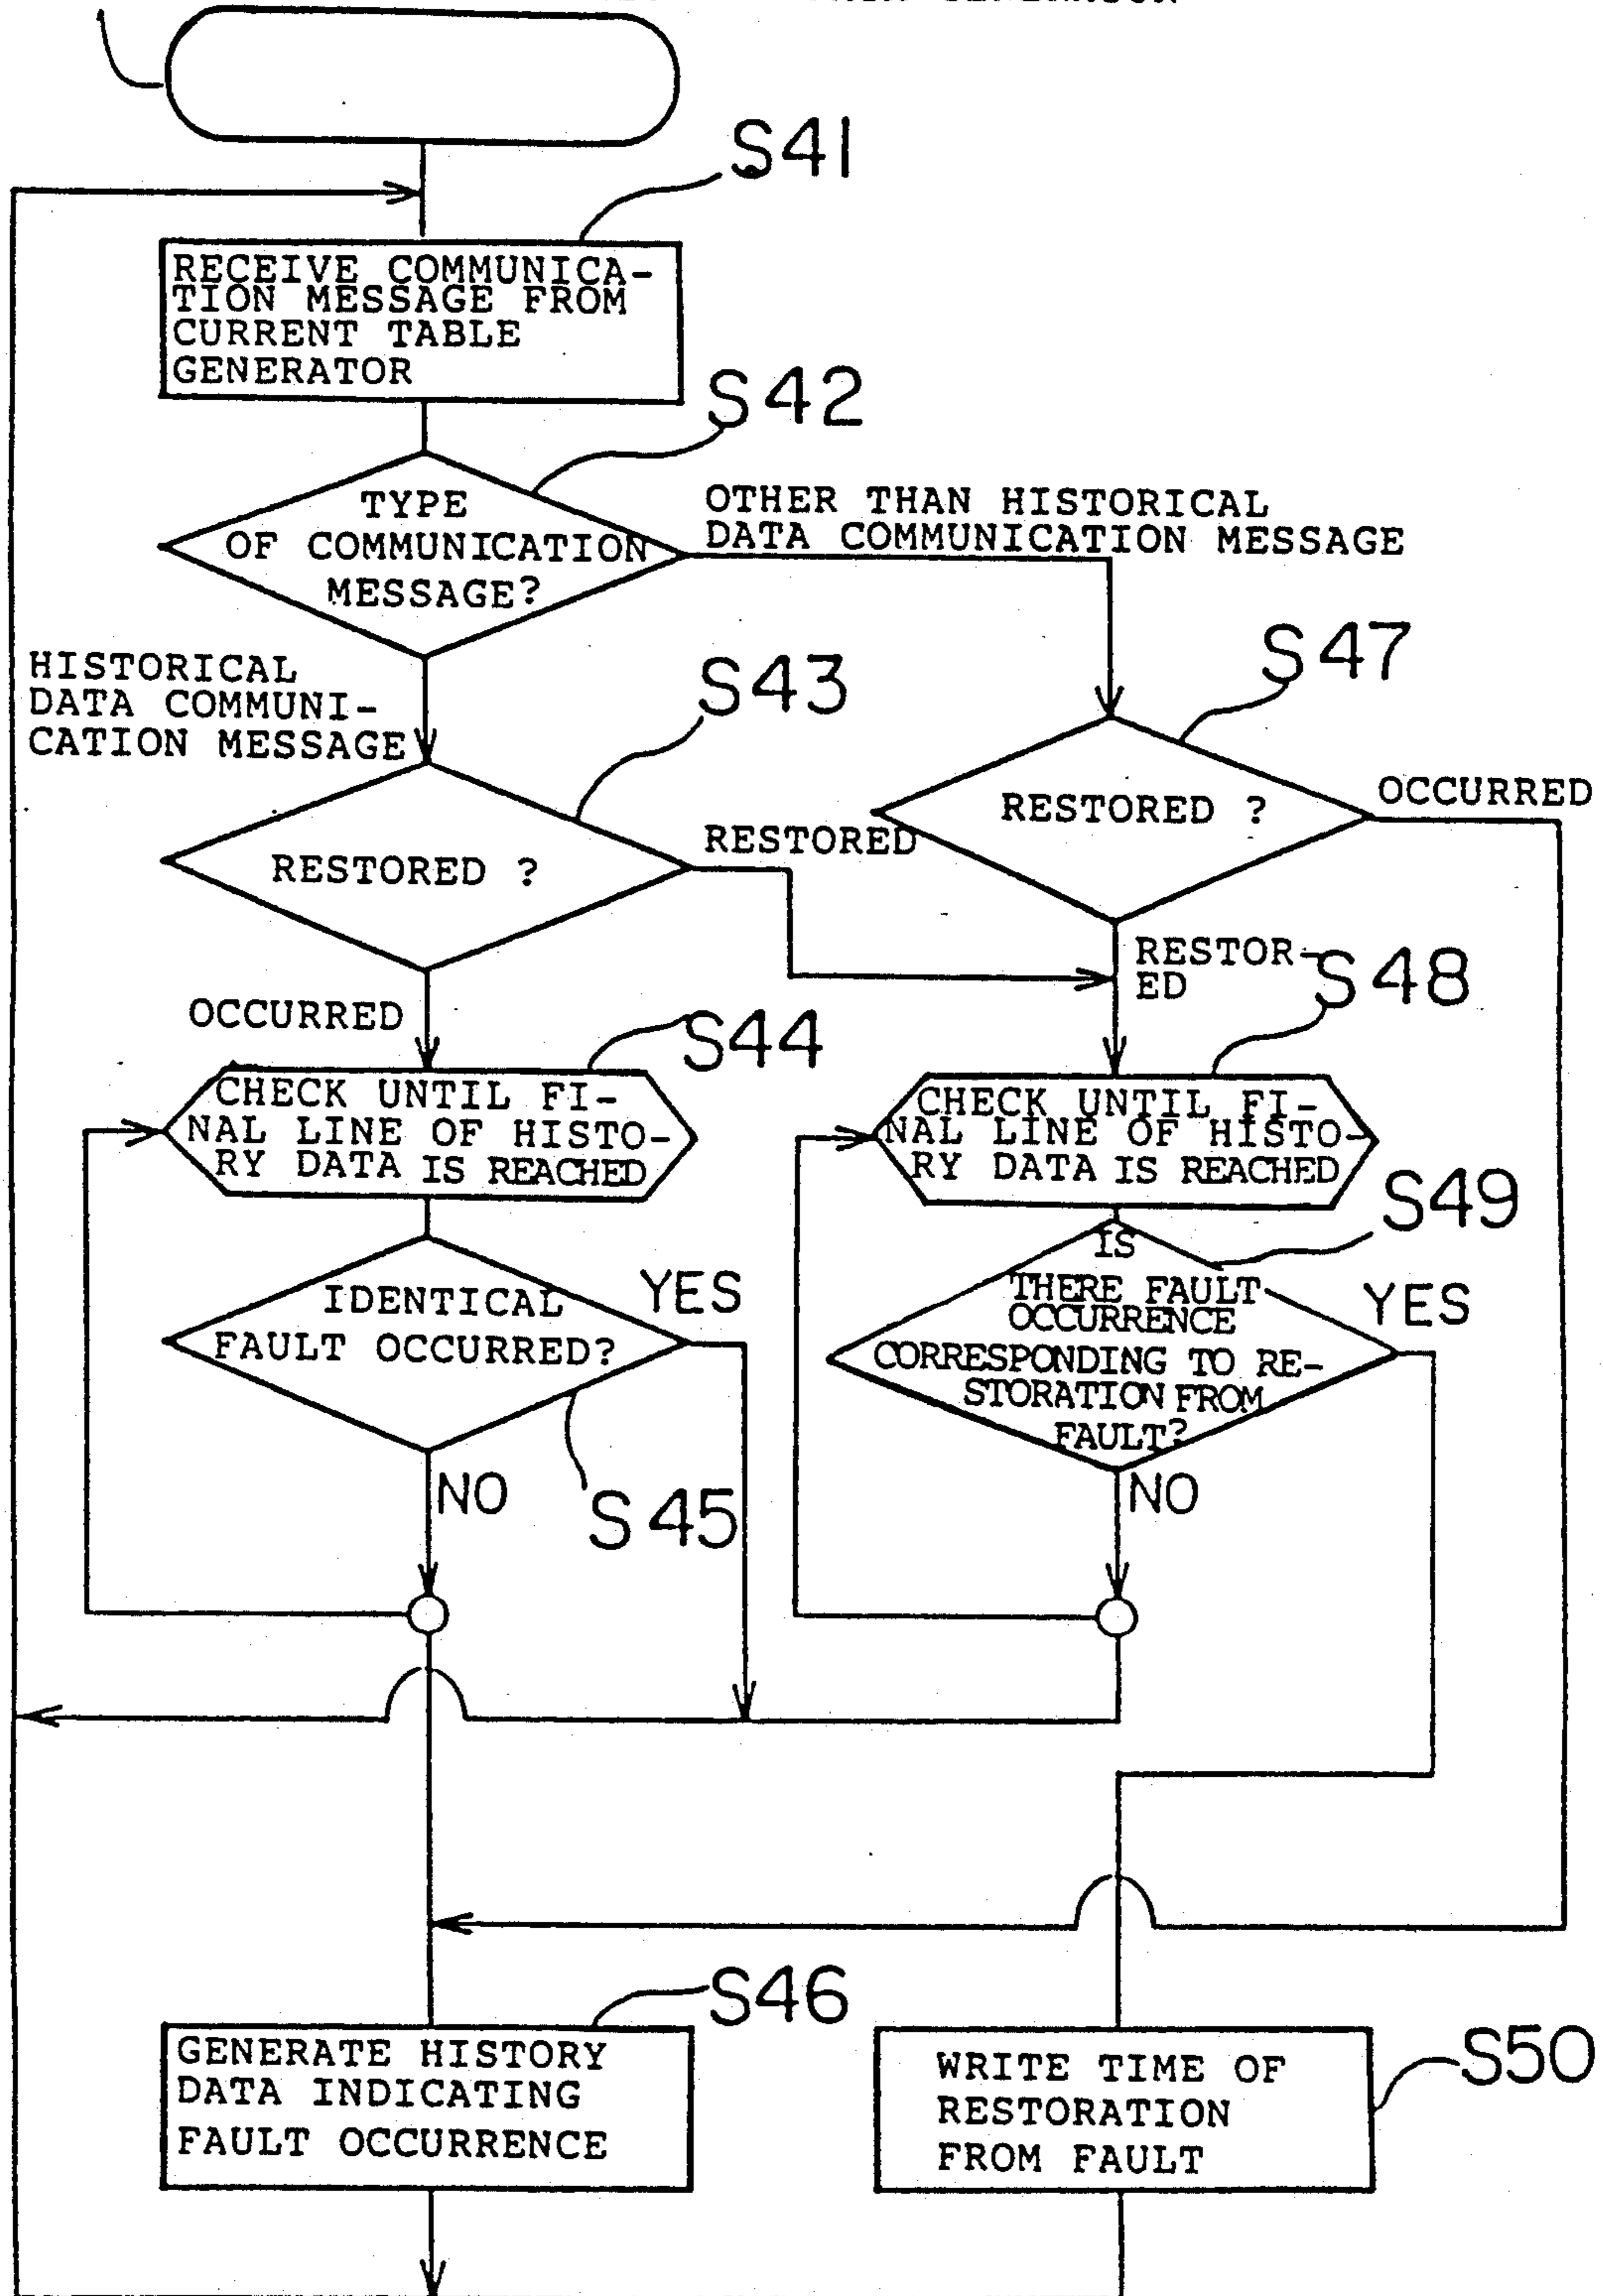 S41
RECEIVE COMMUNICA-
TION MESSAGE FROM
CURRENT TABLE
GENERATOR
S42
TYPE
OF COMMUNICATION
MESSAGE?
OTHER THAN HISTORICAL
DATA COMMUNICATION MESSAGE
HISTORICAL
DATA COMMUNI-
CATION MESSAGE
S43
RESTORED ?
RESTORED
OCCURRED
S47
RESTORED ?
OCCURRED
RESTOR-
ED
S44
CHECK UNTIL FI-
NAL LINE OF HISTO-
RY DATA IS REACHED
S48
CHECK UNTIL FI-
NAL LINE OF HISTO-
RY DATA IS REACHED
IDENTICAL
FAULT OCCURRED?
YES
NO
S45
S49
IS
THERE FAULT
OCCURRENCE
CORRESPONDING TO RE-
STORATION FROM
FAULT?
YES
NO
S46
GENERATE HISTORY
DATA INDICATING
FAULT OCCURRENCE
S50
WRITE TIME OF
RESTORATION
FROM FAULT